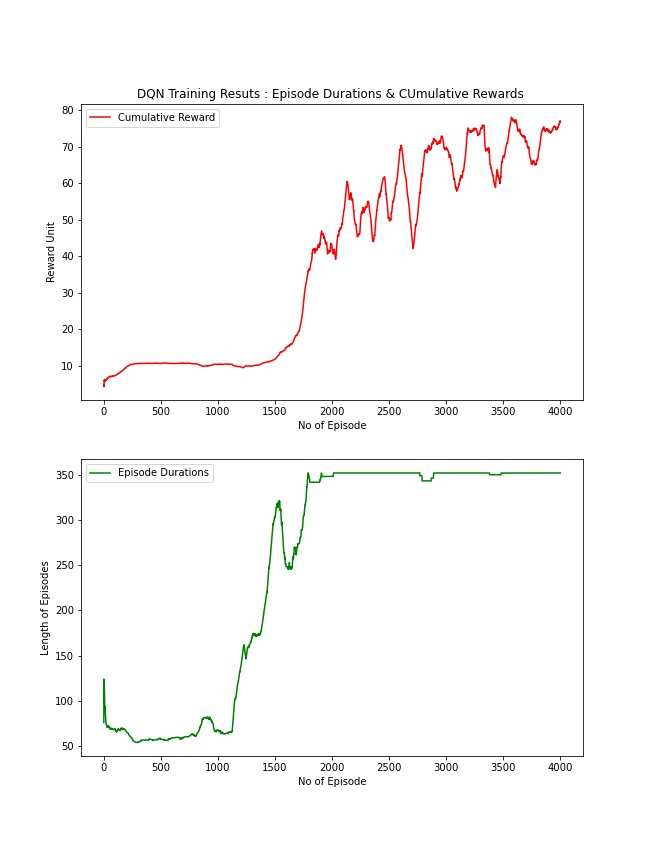 DQN Training Resuts : Episode Durations & CUmulative Rewards
Cumulative Reward
80
70
60
50
40
30
20
10
Reward Unit
0 500 1000 1500 2000 2500 3000 3500 4000
No of Episode
Episode Durations
350
300
250
200
150
100
50
Length of Episodes
0 500 1000 1500 2000 2500 3000 3500 4000
No of Episode